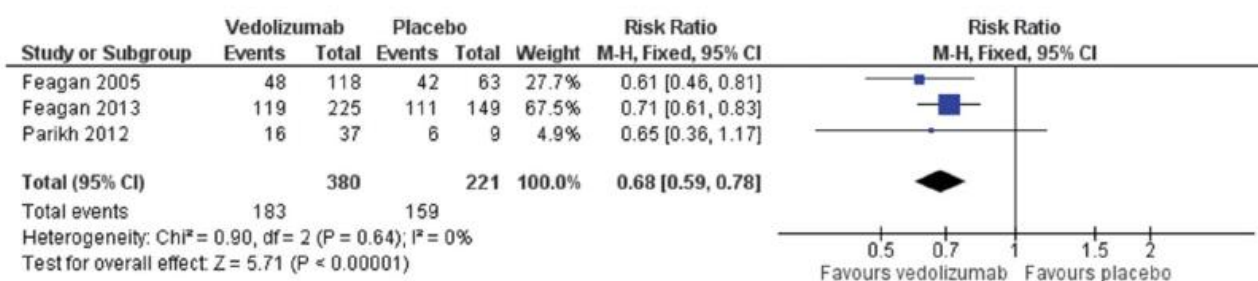 Vedolizumab Placebo Risk Ratio Risk Ratio
Study or Subgroup Events Total Events Total Weight M-H, Fixed, 95% CI M-H, Fixed, 95% CI
Feagan 2005 48 118 42 63 27.7% 0.61 [0.46, 0.81]
Feagan 2013 119 225 111 149 67.5% 0.71 [0.61, 0.83]
Parikh 2012 16 37 6 9 4.9% 0.65 [0.36, 1.17]
Total (95% CI) 380 221 100.0% 0.68 [0.59, 0.78]
Total events 183 159
Heterogeneity: Chi² = 0.90, df = 2 (P = 0.64); I² = 0%
Test for overall effect: Z = 5.71 (P < 0.00001)
0.5 0.7 1 1.5 2
Favours vedolizumab Favours placebo